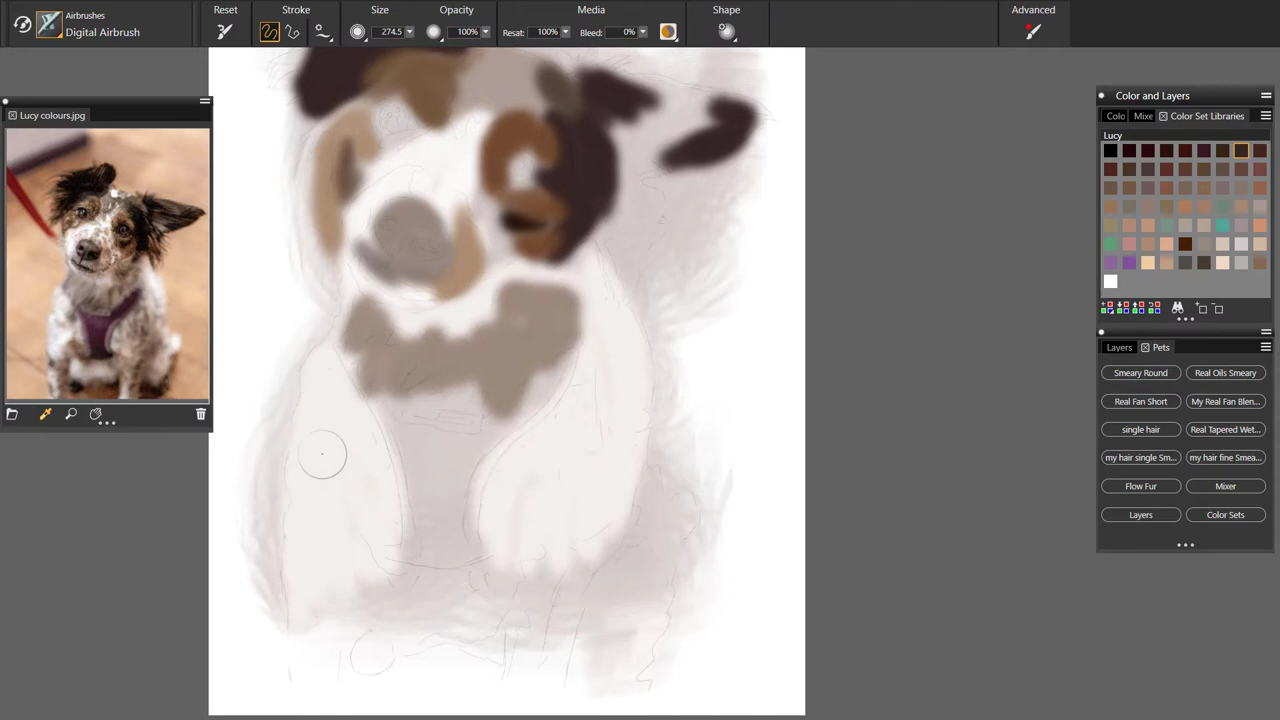 Airbrushes
Digital Airbrush
Reset
Stroke
Size
274.5
Opacity
100%
Media
Resat: 100%
Bleed: 0%
Shape
Advanced
Lucy colours.jpg
Color and Layers
Colo
Mixe
Color Set Libraries
Lucy
Layers
Pets
Smeary Round
Real Oils Smeary
Real Fan Short
My Real Fan Blen...
single hair
Real Tapered Wet...
my hair single Sm...
my hair fine Smea...
Flow Fur
Mixer
Layers
Color Sets